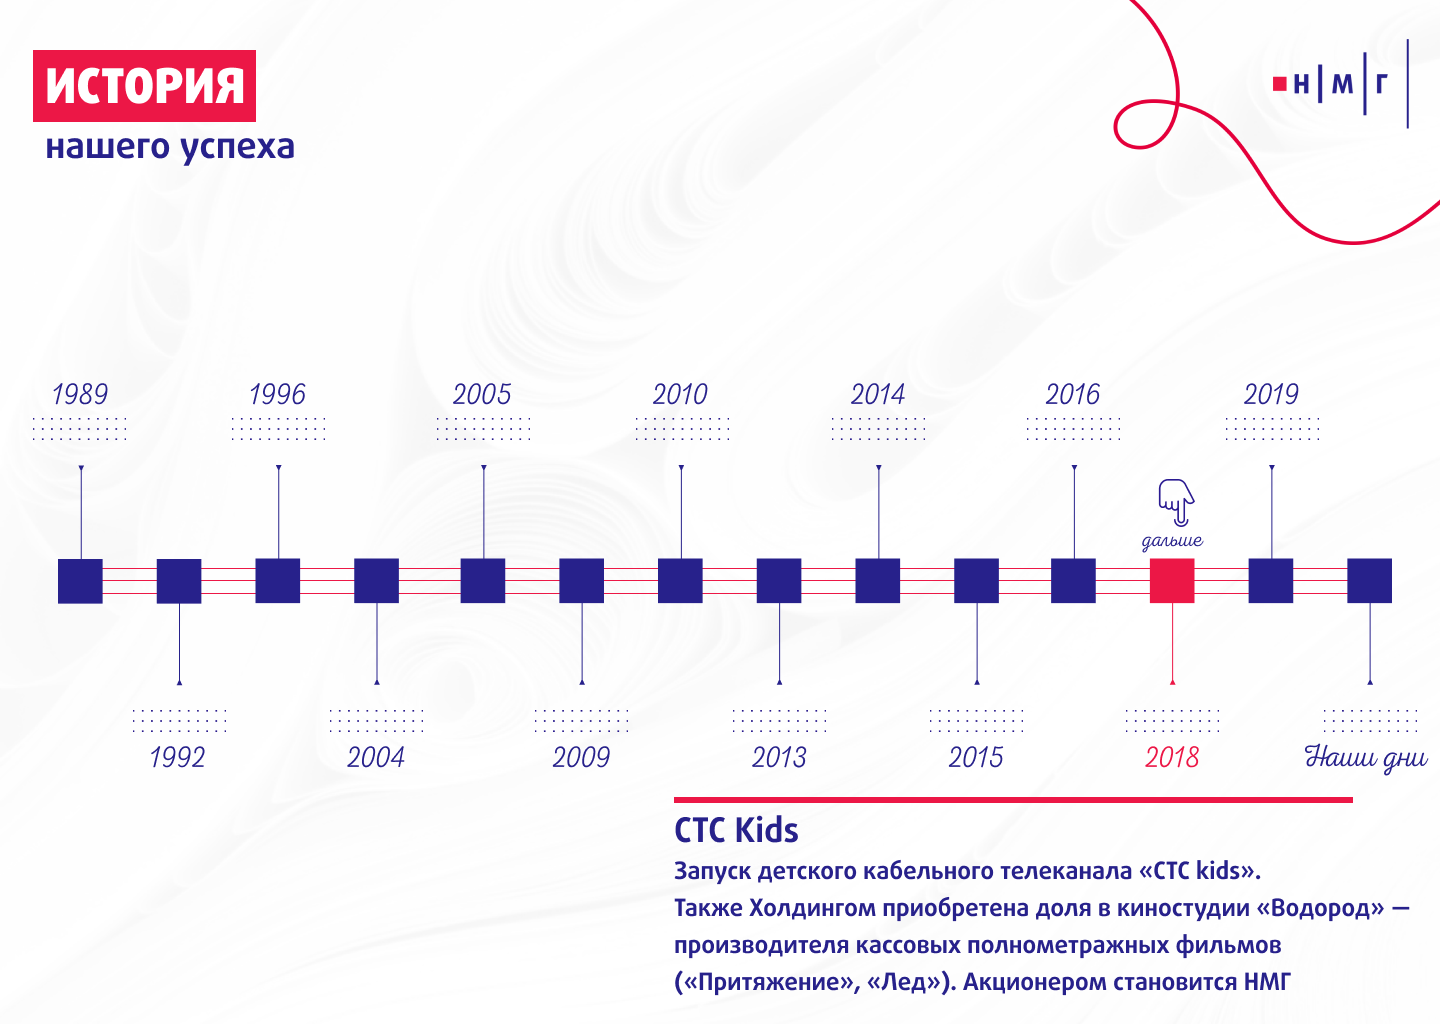 ИСТОРИЯ
нашего успеха
н|м|г
1989
1996
2005
2010
2014
2016
2019
дальше
1992
2004
2009
2013
2015
2018
Наши дни
СТС Kids
Запуск детского кабельного телеканала «СТС kids».
Также Холдингом приобретена доля в киностудии «Водород» —
производителя кассовых полнометражных фильмов
(«Притяжение», «Лед»). Акционером становится НМГ